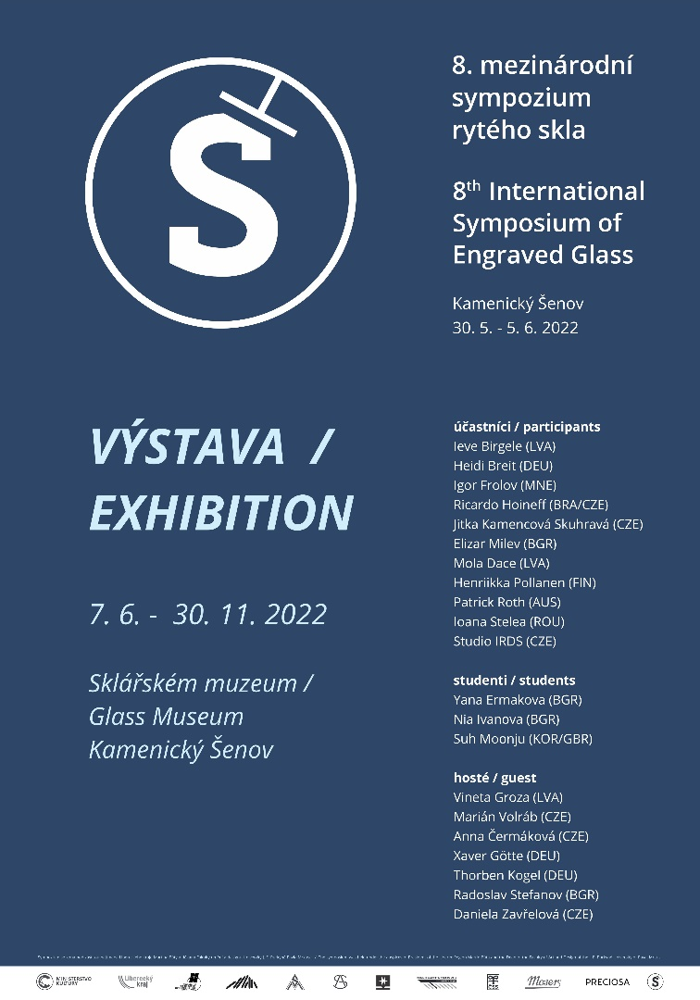 Š
8. mezinárodní
sympozium
rytého skla
8th International
Symposium of
Engraved Glass
Kamenický Šenov
30. 5. - 5. 6. 2022
VÝSTAVA /
EXHIBITION
7. 6. - 30. 11. 2022
Sklářském muzeum /
Glass Museum
Kamenický Šenov
účastníci / participants
Ieve Birgele (LVA)
Heidi Breit (DEU)
Igor Frolov (MNE)
Ricardo Hoineff (BRA/CZE)
Jitka Kamencová Skuhravá (CZE)
Elizar Milev (BGR)
Mola Dace (LVA)
Henriikka Pollanen (FIN)
Patrick Roth (AUS)
Ioana Stelea (ROU)
Studio IRDS (CZE)
studenti / students
Yana Ermakova (BGR)
Nia Ivanova (BGR)
Suh Moonju (KOR/GBR)
hosté / guest
Vineta Groza (LVA)
Marián Volráb (CZE)
Anna Čermáková (CZE)
Xaver Götte (DEU)
Thorben Kogel (DEU)
Radoslav Stefanov (BGR)
Daniela Zavřelová (CZE)
MINISTERSTVO
KULTURY
Liberecký
kraj
Moser
PRECIOSA
Š